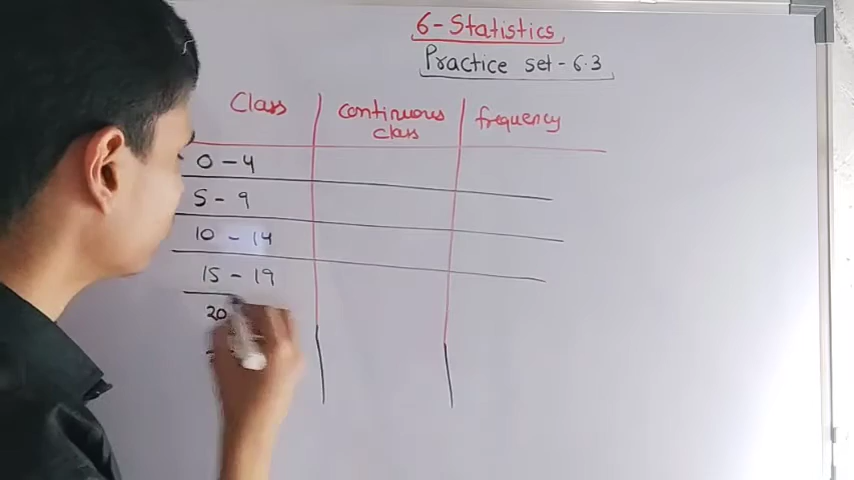 6-Statistics
Practice set-6.3
Class continuous class frequency
0-4
5-9
10-14
15-19
20